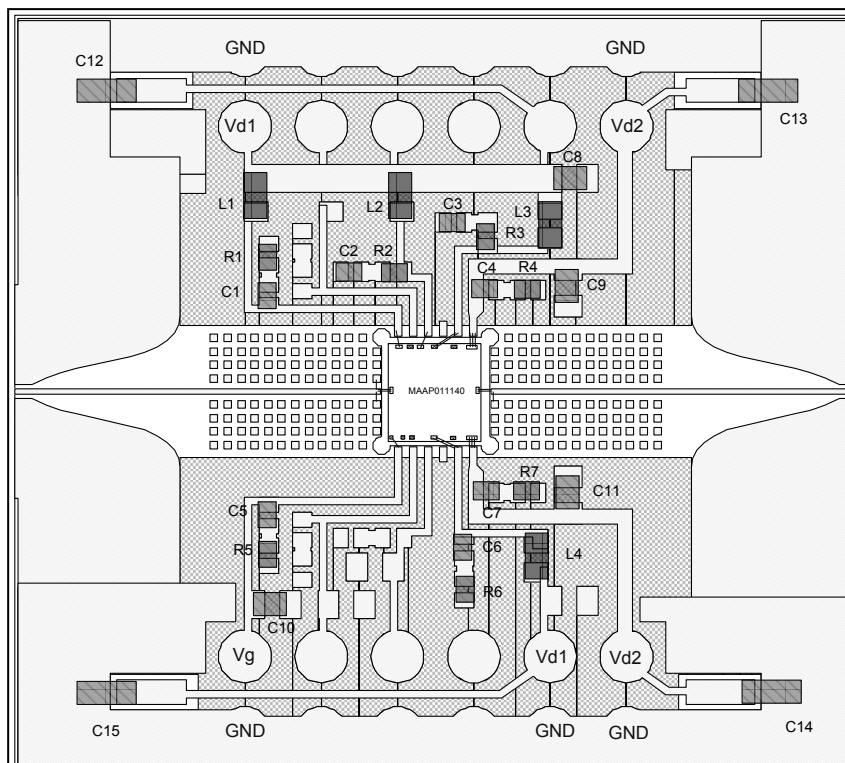 GND
GND
C12
C13
Vd1
Vd2
C8
L1
L2
C3
L3
R3
R1
C2
R2
C4
R4
C1
C9
MAAP011140
R7
C11
C5
C7
C6
R5
L4
R6
C10
Vg
Vd1
Vd2
C15
GND
GND
GND
C14